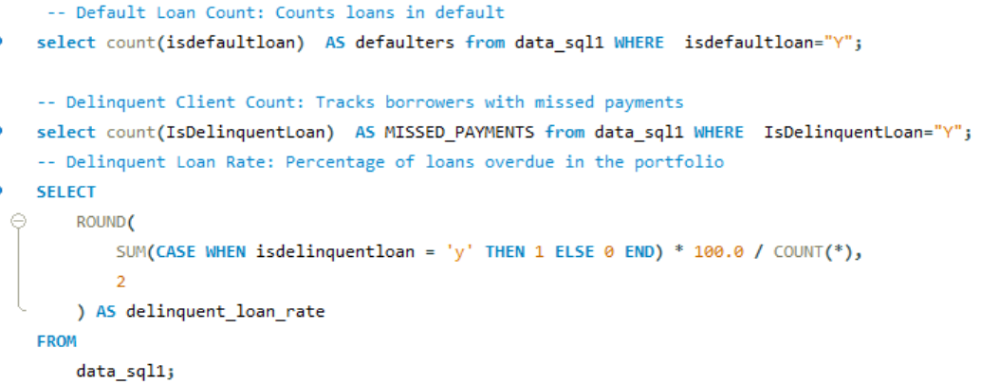 -- Default Loan Count: Counts loans in default
select count(isdefaultloan)  AS defaulters from data_sql1 WHERE  isdefaultloan="Y";
-- Delinquent Client Count: Tracks borrowers with missed payments
select count(IsDelinquentLoan)  AS MISSED_PAYMENTS from data_sql1 WHERE  IsDelinquentLoan="Y";
-- Delinquent Loan Rate: Percentage of loans overdue in the portfolio
SELECT
ROUND(
SUM(CASE WHEN isdelinquentloan = 'y' THEN 1 ELSE 0 END) * 100.0 / COUNT(*),
2
) AS delinquent_loan_rate
FROM
data_sql1;